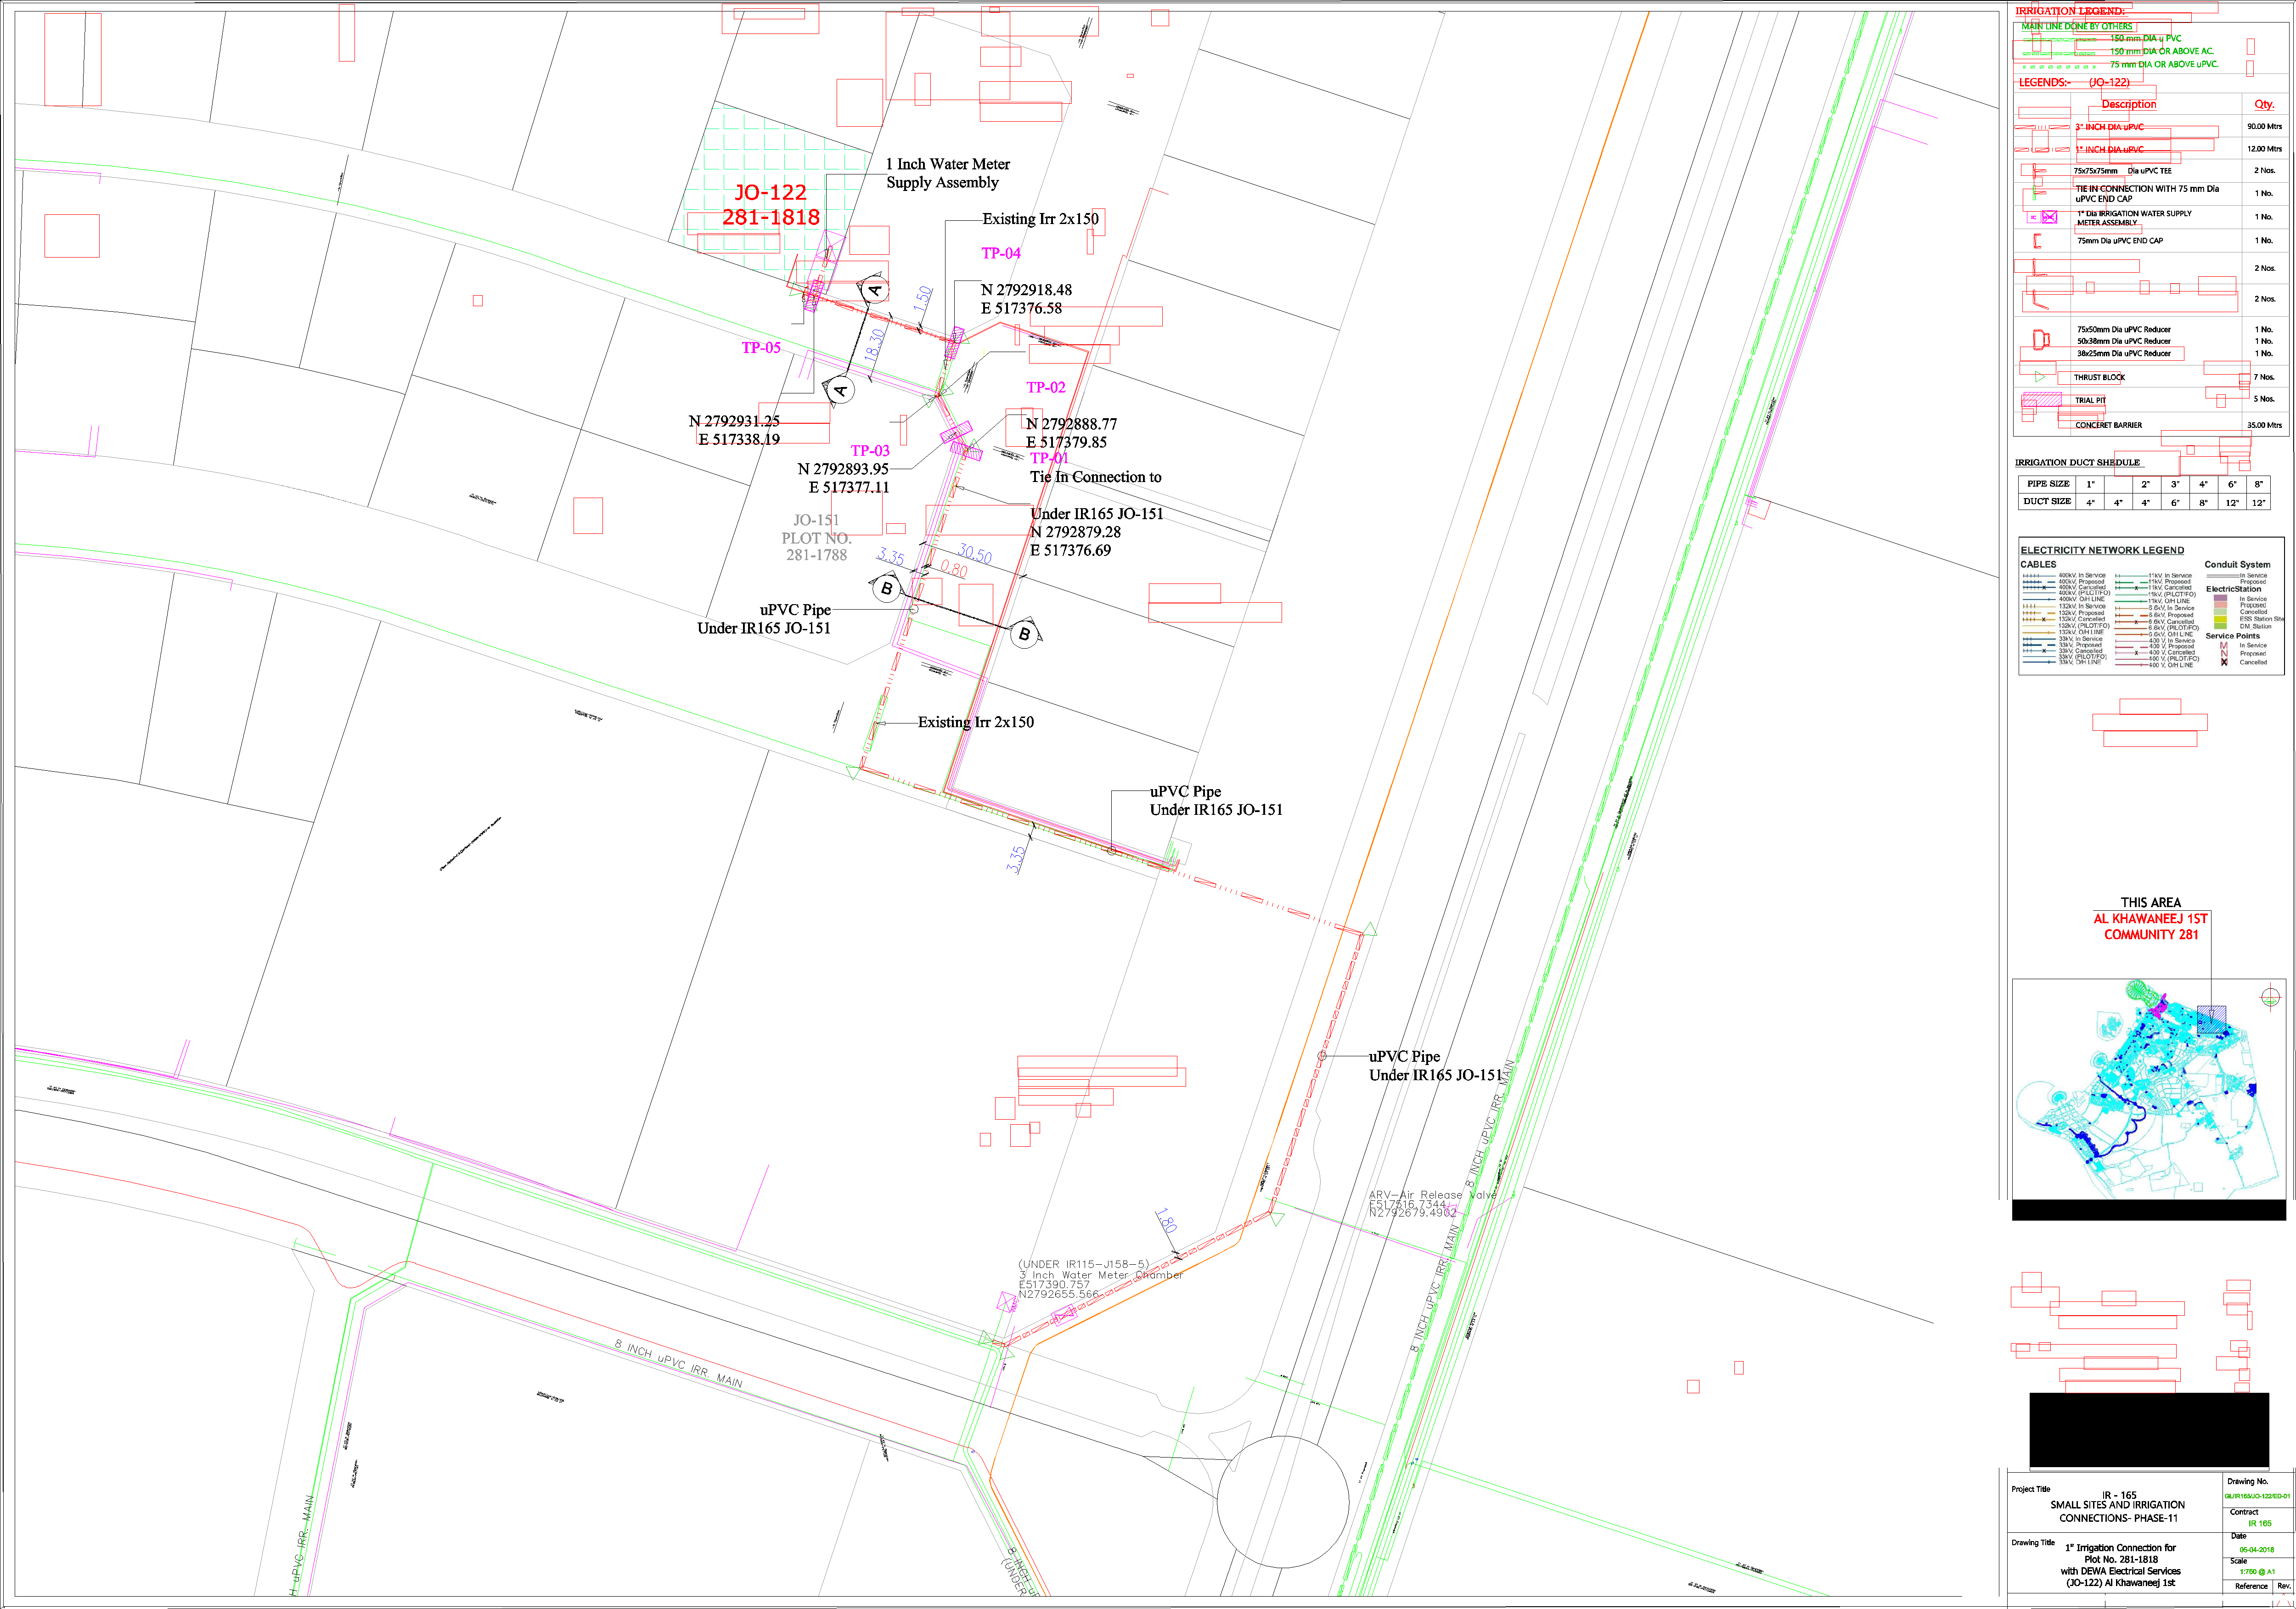 JO-122
281-1818
1 Inch Water Meter
Supply Assembly
Existing Irr 2x150
TP-04
N 2792918.48
E 517376.58
1.50
18.30
A
A
TP-05
N 2792931.25
E 517338.19
TP-02
N 2792888.77
E 517379.85
TP-03
N 2792893.95
E 517377.11
TP-01
Tie In Connection to
Under IR165 JO-151
N 2792879.28
E 517376.69
JO-151
PLOT NO.
281-1788
3.35
30.50
0.80
B
B
uPVC Pipe
Under IR165 JO-151
Existing Irr 2x150
uPVC Pipe
Under IR165 JO-151
3.35
uPVC Pipe
Under IR165 JO-151
ARV-Air Release Valve
E517516.7344
N2792679.4902
1.80
(UNDER IR115-J158-5)
3 Inch Water Meter Chamber
E517390.757
N2792655.566
8 INCH uPVC IRR. MAIN
8 INCH uPVC IRR. MAIN
8 INCH uPVC IRR. MAIN
H uPVC IRR. MAIN
8 INCH uP
(UNDER
IRRIGATION LEGEND:
MAIN LINE DONE BY OTHERS
150 mm DIA u PVC
150 mm DIA OR ABOVE AC.
75 mm DIA OR ABOVE uPVC.
LEGENDS:- (JO-122)
Description Qty.
3" INCH DIA uPVC 90.00 Mtrs
1" INCH DIA uPVC 12.00 Mtrs
75x75x75mm Dia uPVC TEE 2 Nos.
TIE IN CONNECTION WITH 75 mm Dia
uPVC END CAP 1 No.
1" Dia IRRIGATION WATER SUPPLY
METER ASSEMBLY 1 No.
75mm Dia uPVC END CAP 1 No.
2 Nos.
2 Nos.
75x50mm Dia uPVC Reducer 1 No.
50x38mm Dia uPVC Reducer 1 No.
38x25mm Dia uPVC Reducer 1 No.
THRUST BLOCK 7 Nos.
TRIAL PIT 5 Nos.
CONCERET BARRIER 35.00 Mtrs
IRRIGATION DUCT SHEDULE
PIPE SIZE 1" 2" 3" 4" 6" 8"
DUCT SIZE 4" 4" 4" 6" 8" 12" 12"
ELECTRICITY NETWORK LEGEND
CABLES Conduit System
400kV, In Service 11kV, In Service In Service
400kV, Proposed 11kV, Proposed Proposed
400kV, Cancelled 11kV, Cancelled ElectricStation
400kV, (PILOT/FO) 11kV, (PILOT/FO) In Service
400kV, O/H LINE 11kV, O/H LINE Proposed
132kV, In Service 6.6kV, In Service Cancelled
132kV, Proposed 6.6kV, Proposed ESS Station Site
132kV, Cancelled 6.6kV, Cancelled DM_Station
132kV, (PILOT/FO) 6.6kV, (PILOT/FO) Service Points
132kV, O/H LINE 6.6kV, O/H LINE
33kV, In Service 400 V, In Service M In Service
33kV, Proposed 400 V, Proposed N Proposed
33kV, Cancelled 400 V, Cancelled X Cancelled
33kV, (PILOT/FO) 400 V, (PILOT/FO)
33kV, O/H LINE 400 V, O/H LINE
THIS AREA
AL KHAWANEEJ 1ST
COMMUNITY 281
Project Title
IR - 165
SMALL SITES AND IRRIGATION
CONNECTIONS- PHASE-11
Drawing No.
GIL/IR165/JO-122/ED-01
Contract
IR 165
Drawing Title
1" Irrigation Connection for
Plot No. 281-1818
with DEWA Electrical Services
(JO-122) Al Khawaneej 1st
Date
05-04-2018
Scale
1:750 @ A1
Reference Rev.